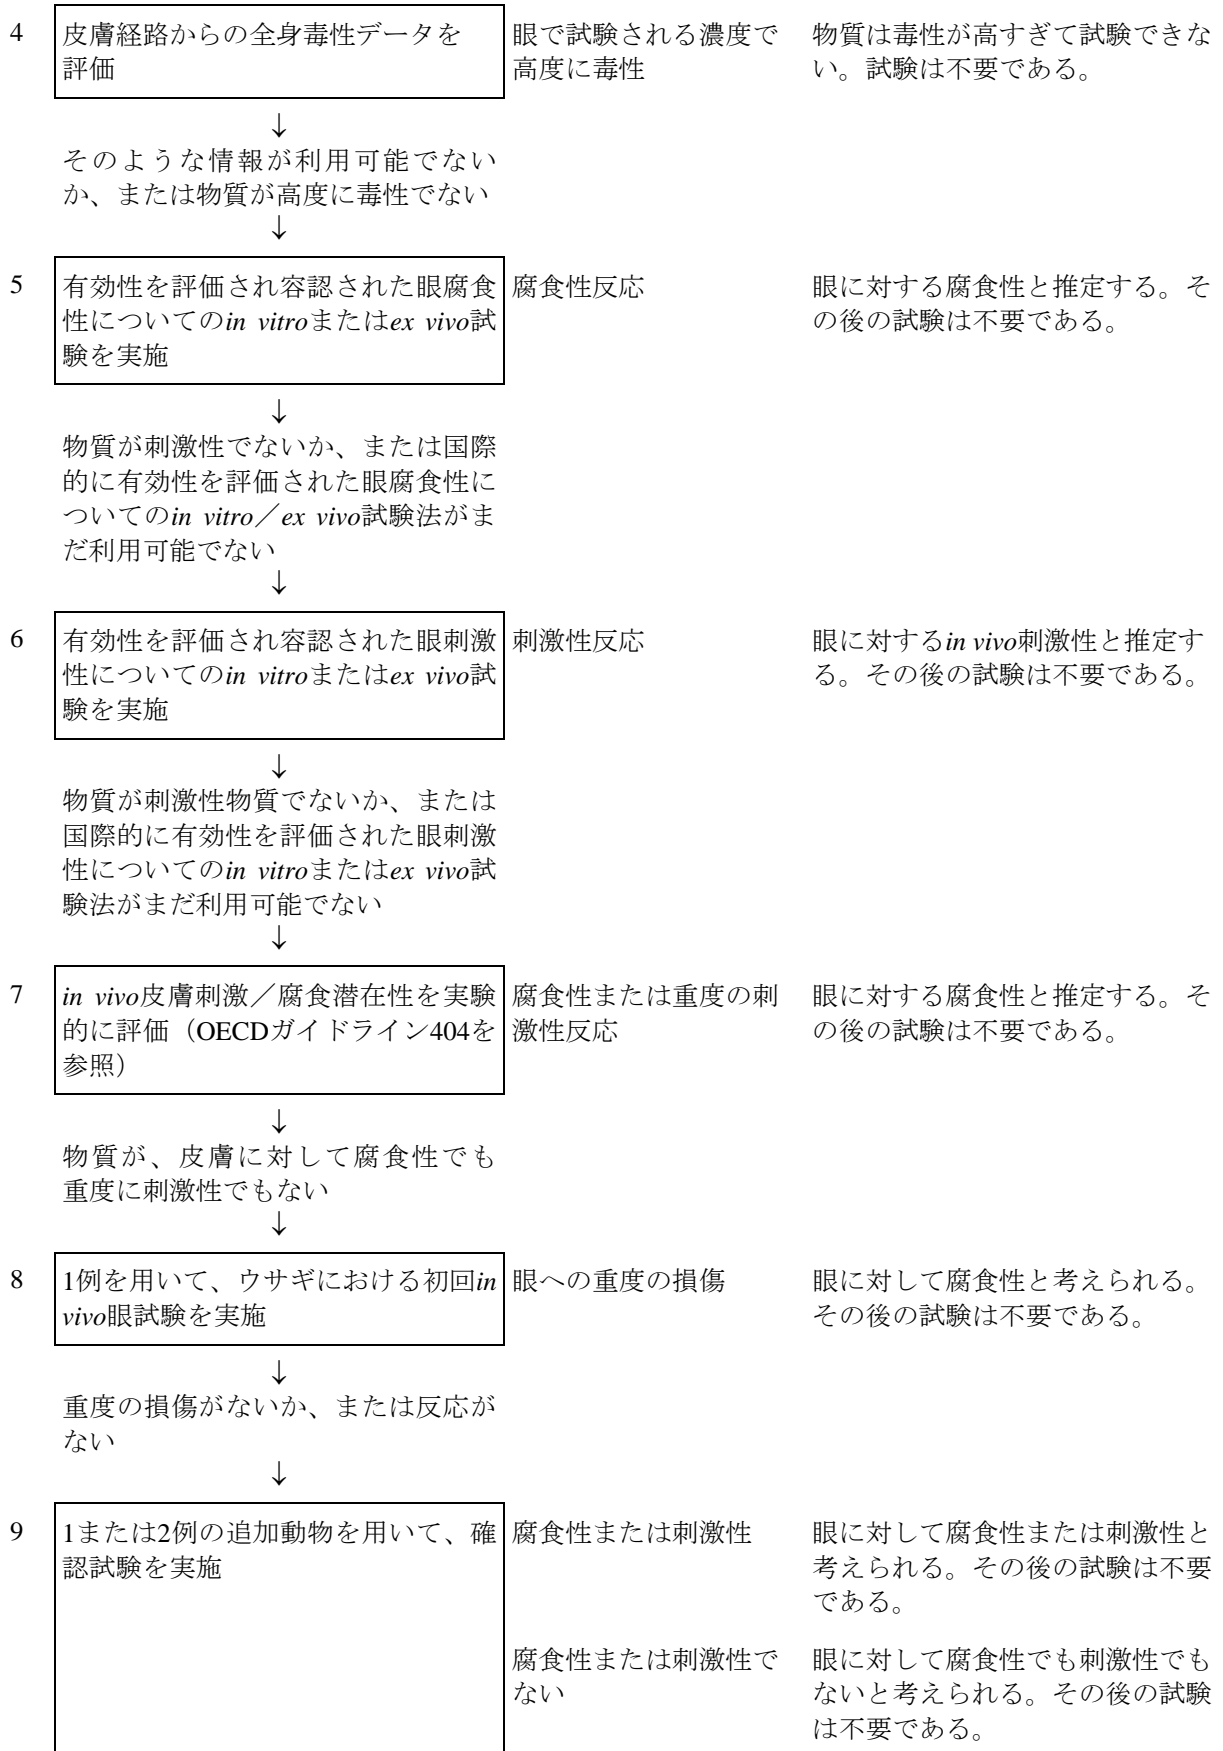 4 皮膚経路からの全身毒性データを 眼で試験される濃度で 物質は毒性が高すぎて試験できな
評価 高度に毒性 い。試験は不要である。
↓
そのような情報が利用可能でない
か、または物質が高度に毒性でない
↓
5 有効性を評価され容認された眼腐食 腐食性反応 眼に対する腐食性と推定する。そ
性についてのin vitroまたはex vivo試 の後の試験は不要である。
験を実施
↓
物質が刺激性でないか、または国際
的に有効性を評価された眼腐食性に
ついてのin vitro／ex vivo試験法がま
だ利用可能でない
↓
6 有効性を評価され容認された眼刺激 刺激性反応 眼に対するin vivo刺激性と推定す
性についてのin vitroまたはex vivo試 る。その後の試験は不要である。
験を実施
↓
物質が刺激性物質でないか、または
国際的に有効性を評価された眼刺激
性についてのin vitroまたはex vivo試
験法がまだ利用可能でない
↓
7 in vivo皮膚刺激／腐食潜在性を実験 腐食性または重度の刺 眼に対する腐食性と推定する。そ
的に評価（OECDガイドライン404を 激性反応 の後の試験は不要である。
参照）
↓
物質が、皮膚に対して腐食性でも
重度に刺激性でもない
↓
8 1例を用いて、ウサギにおける初回in 眼への重度の損傷 眼に対して腐食性と考えられる。
vivo眼試験を実施 その後の試験は不要である。
↓
重度の損傷がないか、または反応が
ない
↓
9 1または2例の追加動物を用いて、確 腐食性または刺激性 眼に対して腐食性または刺激性と
認試験を実施 考えられる。その後の試験は不要
である。
腐食性または刺激性で 眼に対して腐食性でも刺激性でも
ない ないと考えられる。その後の試験
は不要である。